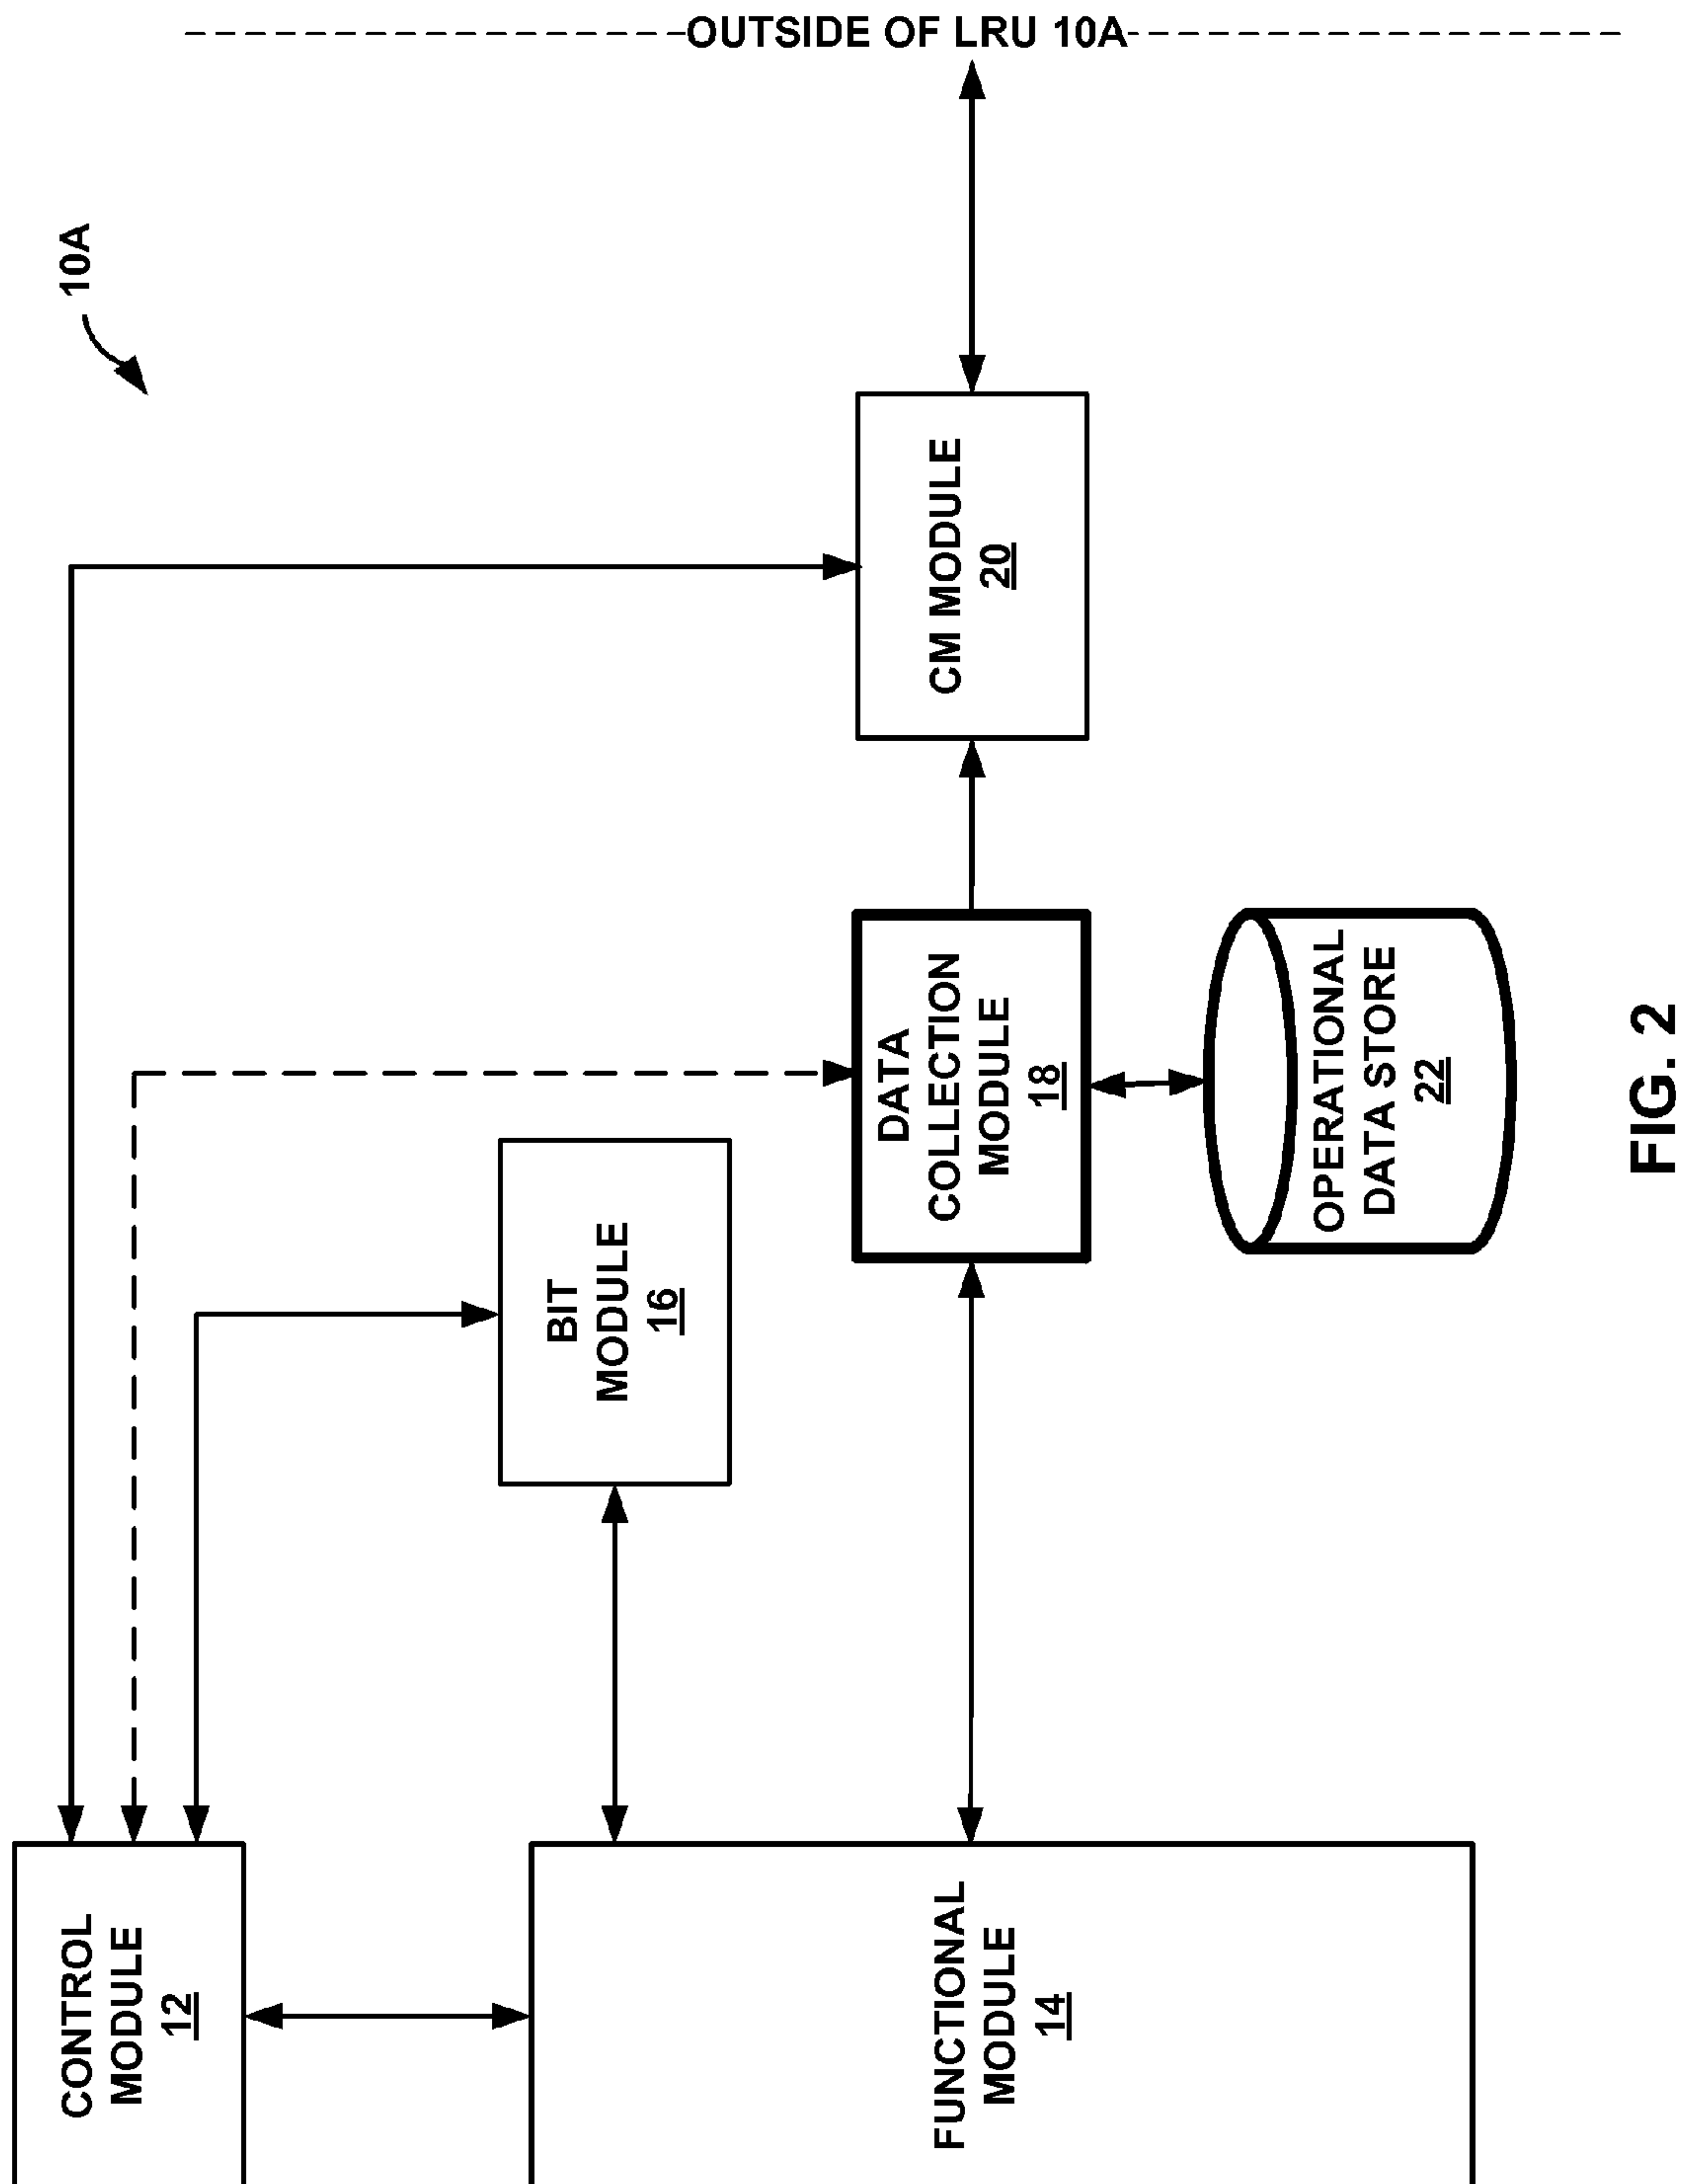 OUTSIDE OF LRU 10A
10A
CONTROL
MODULE
12
BIT
MODULE
16
CM MODULE
20
DATA
COLLECTION
MODULE
18
FUNCTIONAL
MODULE
14
OPERATIONAL
DATA STORE
22
FIG. 2